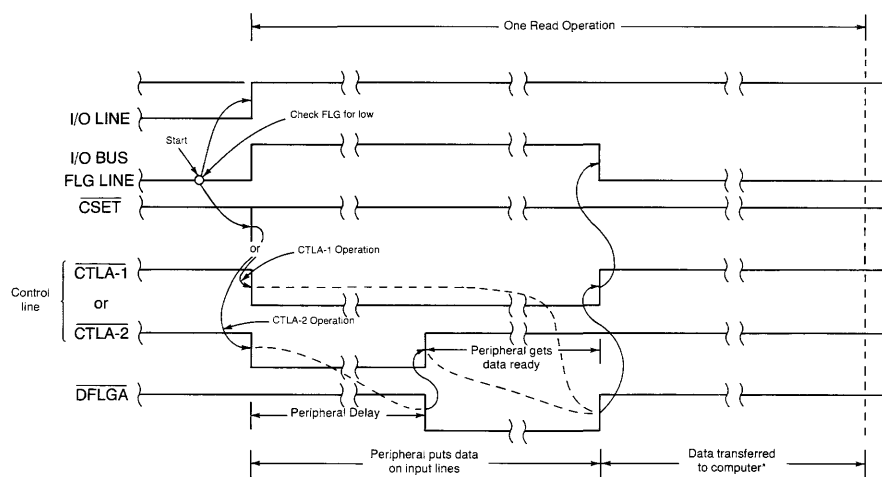 One Read Operation
I/O LINE
Check FLG for low
Start
I/O BUS
FLG LINE
CSET
or
CTLA-1 Operation
Control
line
CTLA-1
or
CTLA-2
CTLA-2 Operation
Peripheral gets
data ready
DFLGA
Peripheral Delay
Peripheral puts data
on input lines
Data transferred
to computer*